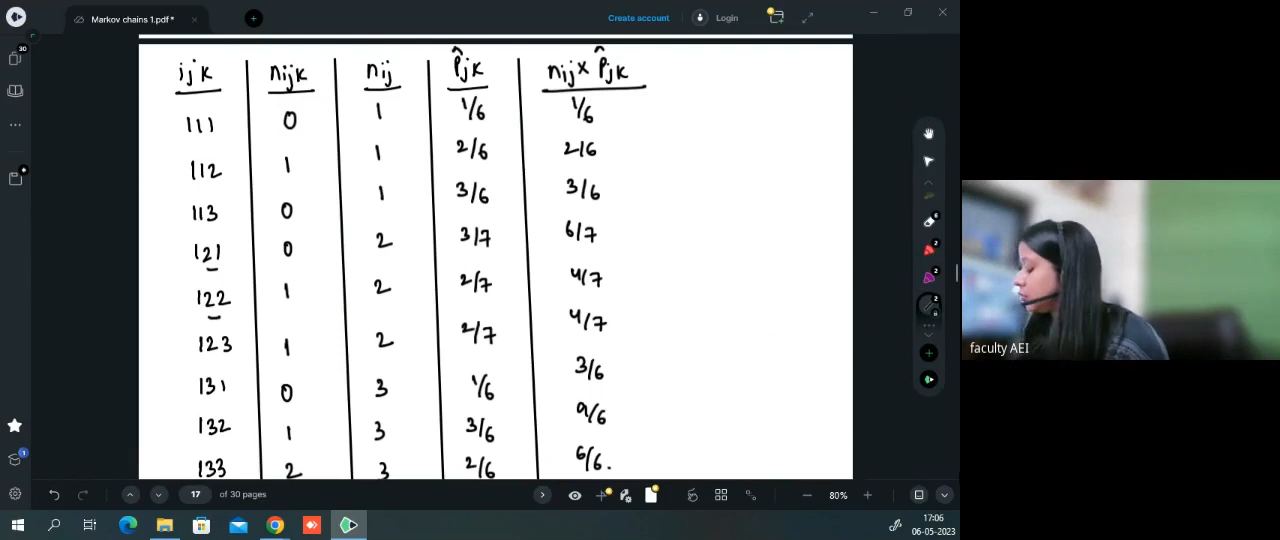 Markov chains 1.pdf*
Create account
Login
30
ijk nijk nij P̂jk nij × P̂jk
111 0 1 1/6 1/6
112 1 1 2/6 2/6
113 0 1 3/6 3/6
121 0 2 3/7 6/7
122 1 2 2/7 4/7
123 1 2 2/7 4/7
131 0 3 1/6 3/6
132 1 3 3/6 9/6
133 2 3 2/6 6/6.
faculty AEI
17 of 30 pages
80%
17:06
06-05-2023